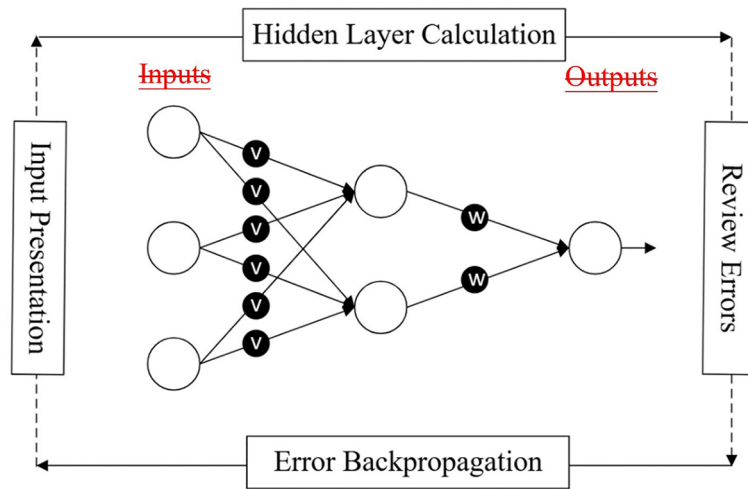 Hidden Layer Calculation
Inputs
Outputs
Input Presentation
V
V
V
V
V
V
W
W
Review Errors
Error Backpropagation